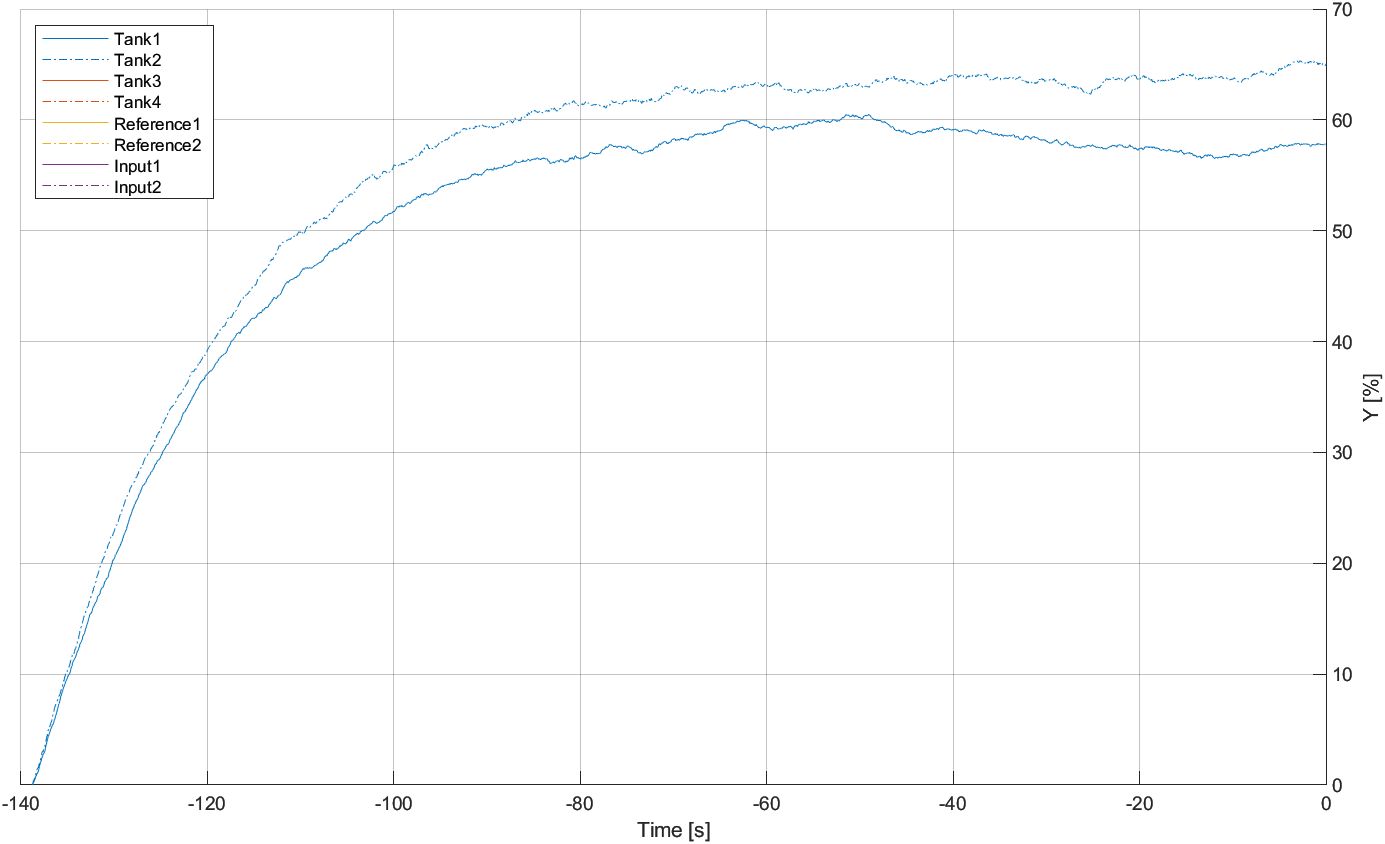 Tank1
Tank2
Tank3
Tank4
Reference1
Reference2
Input1
Input2
70
60
50
40
30
20
10
0
Y [%]
-140 -120 -100 -80 -60 -40 -20 0
Time [s]